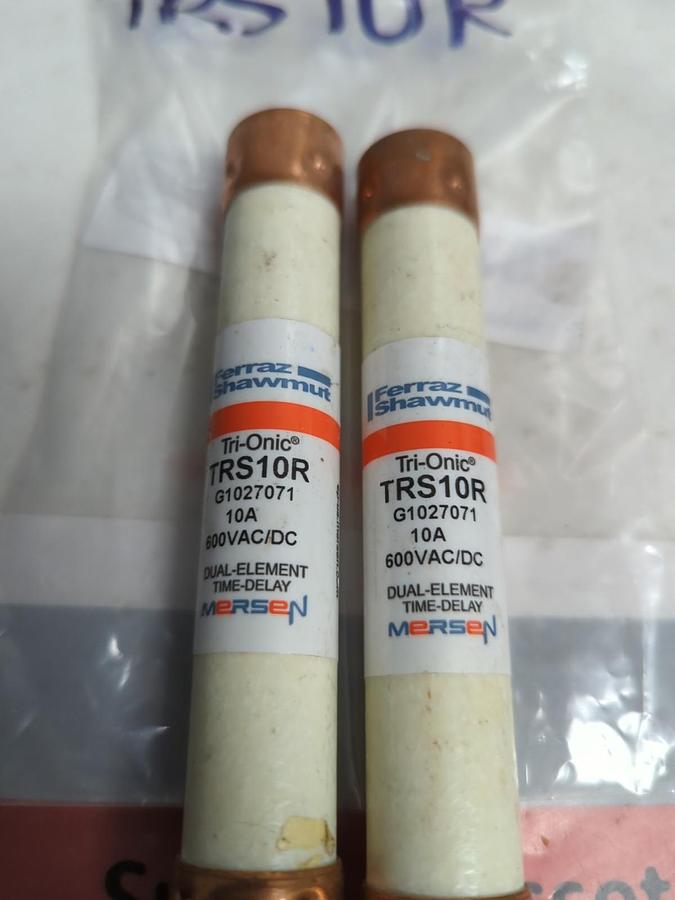 TRS10R
Ferraz
Shawmut
Tri-Onic®
TRS10R
G1027071
10A
600VAC/DC
DUAL-ELEMENT
TIME-DELAY
MERSEN
Ferraz
Shawmut
Tri-Onic®
TRS10R
G1027071
10A
600VAC/DC
DUAL-ELEMENT
TIME-DELAY
MERSEN